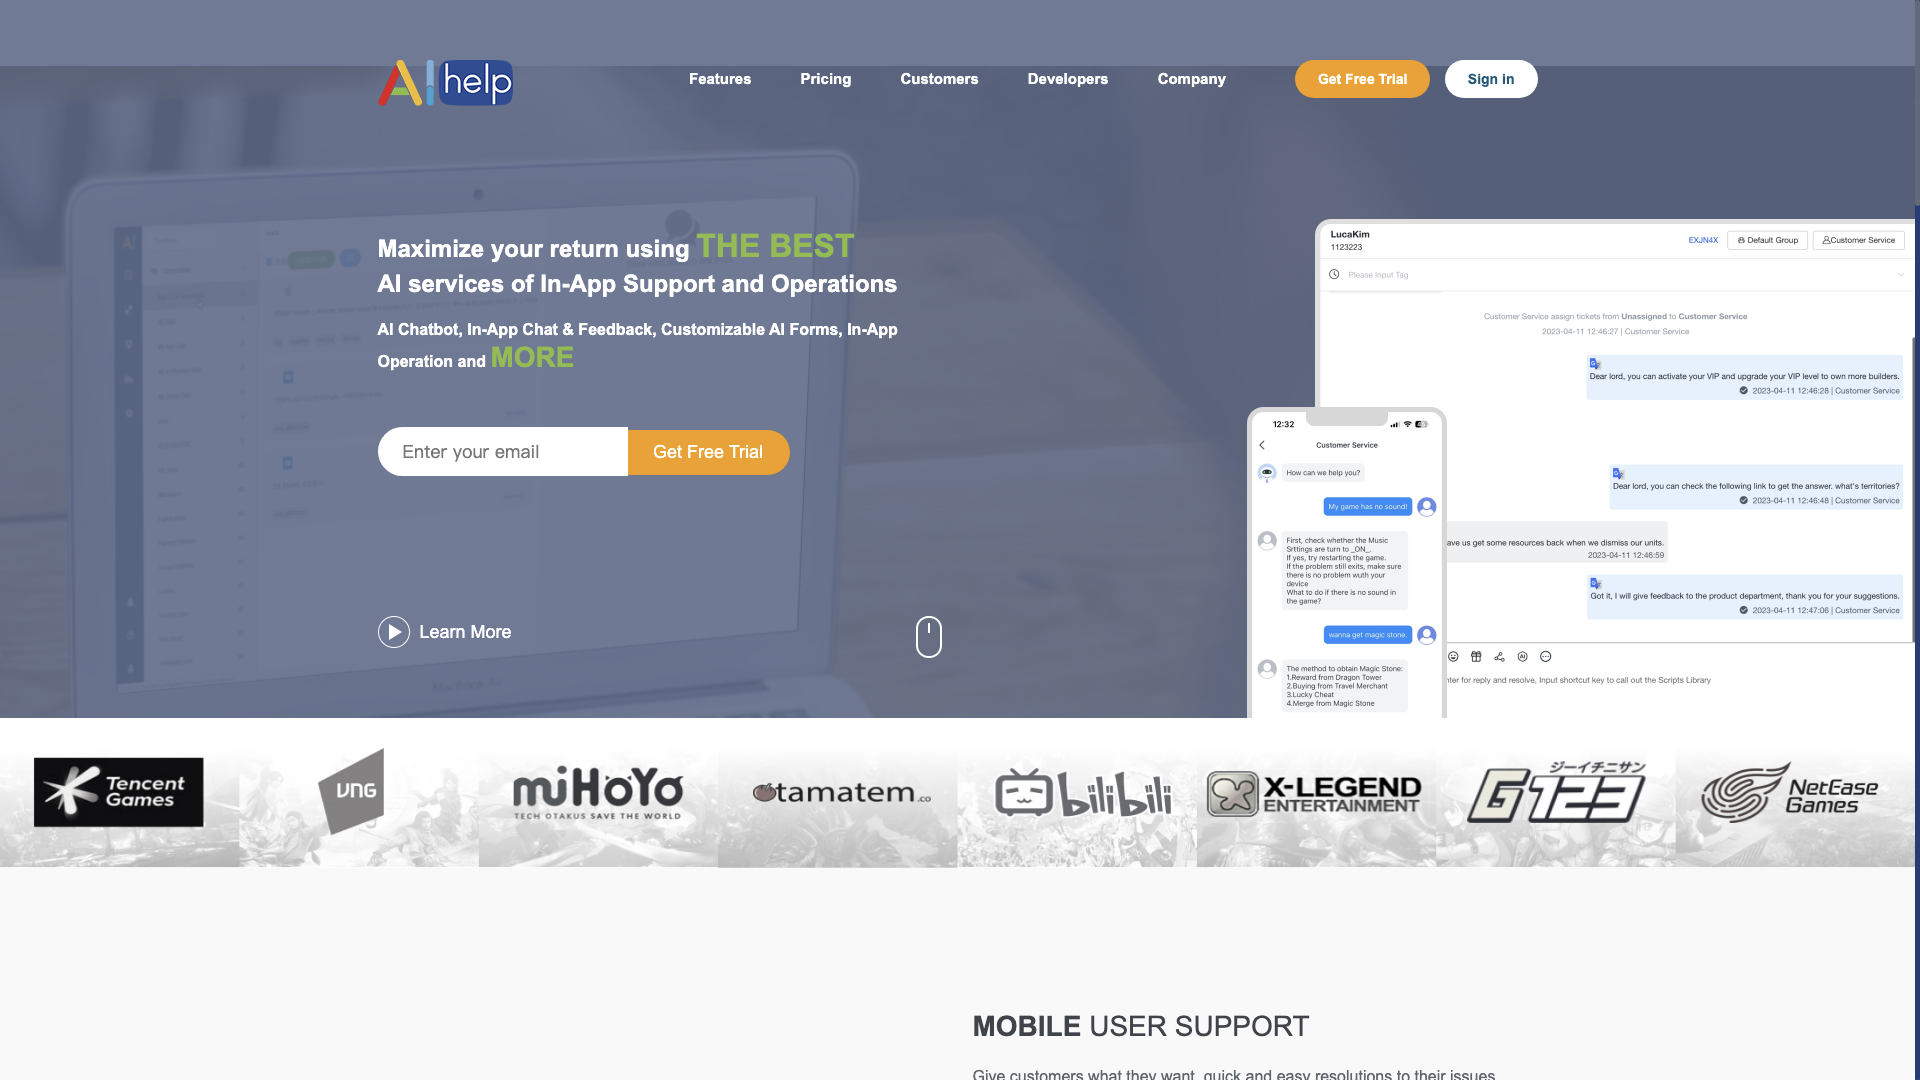 AI help
Features
Pricing
Customers
Developers
Company
Get Free Trial
Sign in
Maximize your return using THE BEST
AI services of In-App Support and Operations
AI Chatbot, In-App Chat & Feedback, Customizable AI Forms, In-App
Operation and MORE
Enter your email
Get Free Trial
Learn More
LucaKim
1123223
EXJN4X
Default Group
Customer Service
Please Input Tag
Customer Service assign tickets from Unassigned to Customer Service
2023-04-11 12:46:27 | Customer Service
Dear lord, you can activate your VIP and upgrade your VIP level to own more builders.
2023-04-11 12:46:28 | Customer Service
Dear lord, you can check the following link to get the answer. what's territories?
2023-04-11 12:46:48 | Customer Service
ave us get some resources back when we dismiss our units.
2023-04-11 12:46:59
Got it, I will give feedback to the product department, thank you for your suggestions.
2023-04-11 12:47:06 | Customer Service
nter for reply and resolve, Input shortcut key to call out the Scripts Library
12:32
Customer Service
How can we help you?
My game has no sound!
First, check whether the Music
Srttings are turn to _ON_.
If yes, try restarting the game.
If the problem still exits, make sure
there is no problem wuth your
device
What to do if there is no sound in
the game?
wanna get magic stone.
The method to obtain Magic Stone:
1.Reward from Dragon Tower
2.Buying from Travel Merchant
3.Lucky Cheat
4.Merge from Magic Stone
Tencent
Games
VNG
miHoYo
TECH OTAKUS SAVE THE WORLD
tamatem.co
bilibili
X-LEGEND
ENTERTAINMENT
ジーイチニサン
G123
NetEase
Games
MOBILE USER SUPPORT
Give customers what they want, quick and easy resolutions to their issues